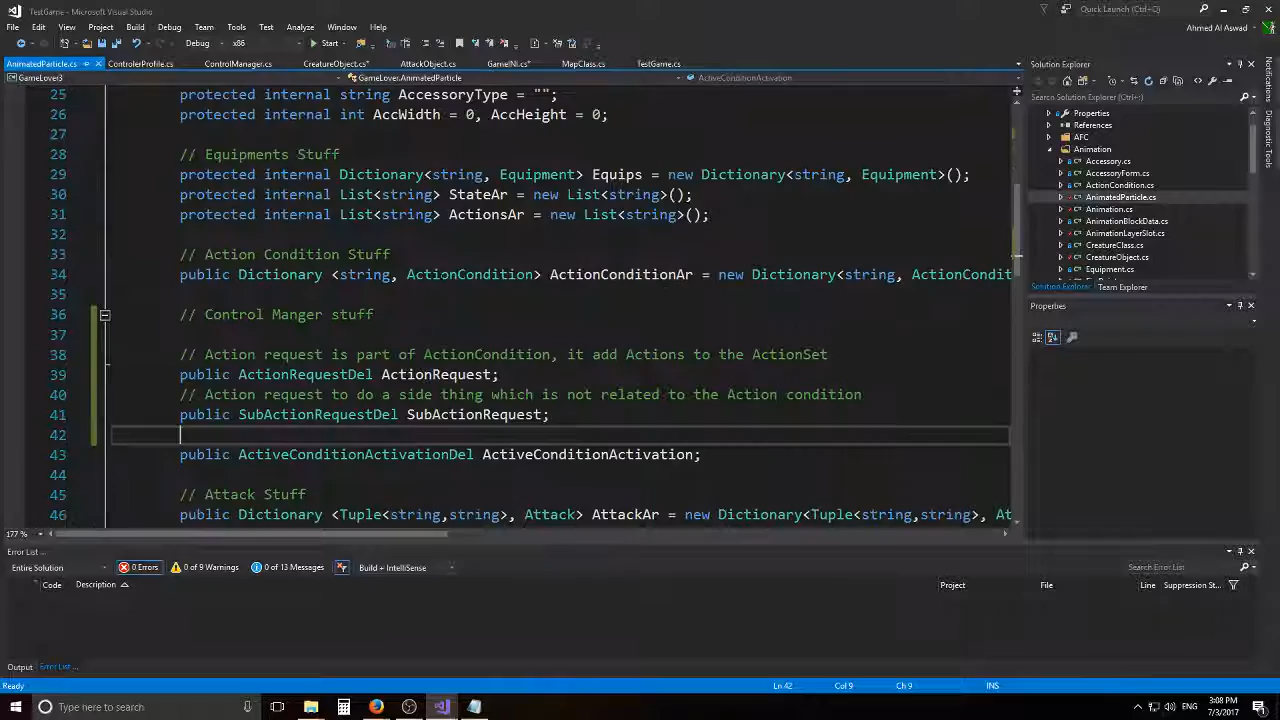 TestGame - Microsoft Visual Studio
Quick Launch (Ctrl+Q)
File Edit View Project Build Debug Team Tools Test Analyze Window Help
Ahmed Al Aswad
Debug x86 Start
AnimatedParticle.cs ControlerProfile.cs ControlManager.cs CreatureObject.cs* AttackObject.cs MapClass.cs TestGame.cs
GameLover3 GameLover.AnimatedParticle ActiveConditionActivation
25 protected internal string AccessoryType = "";
26 protected internal int AccWidth = 0, AccHeight = 0;
27
28 // Equipments Stuff
29 protected internal Dictionary<string, Equipment> Equips = new Dictionary<string, Equipment>();
30 protected internal List<string> StateAr = new List<string>();
31 protected internal List<string> ActionsAr = new List<string>();
32
33 // Action Condition Stuff
34 public Dictionary <string, ActionCondition> ActionConditionAr = new Dictionary<string, ActionCondit
35
36 // Control Manger stuff
37
38 // Action request is part of ActionCondition, it add Actions to the ActionSet
39 public ActionRequestDel ActionRequest;
40 // Action request to do a side thing which is not related to the Action condition
41 public SubActionRequestDel SubActionRequest;
42
43 public ActiveConditionActivationDel ActiveConditionActivation;
44
45 // Attack Stuff
46 public Dictionary <Tuple<string,string>, Attack> AttackAr = new Dictionary<Tuple<string,string>, At
177 %
Solution Explorer
Search Solution Explorer (Ctrl+;)
Properties
References
AFC
Animation
Accessory.cs
AccessoryForm.cs
ActionCondition.cs
AnimatedParticle.cs
Animation.cs
AnimationBlockData.cs
AnimationLayerSlot.cs
CreatureClass.cs
CreatureObject.cs
Equipment.cs
Solution Explorer Team Explorer
Properties
Notifications
Diagnostic Tools
Error List ...
Entire Solution 0 Errors 0 of 9 Warnings 0 of 13 Messages Build + IntelliSense
Search Error List
Code Description Project File Line Suppression St...
Output Error List ...
Ready Ln 42 Col 9 Ch 9 INS
Type here to search
3:08 PM
7/3/2017